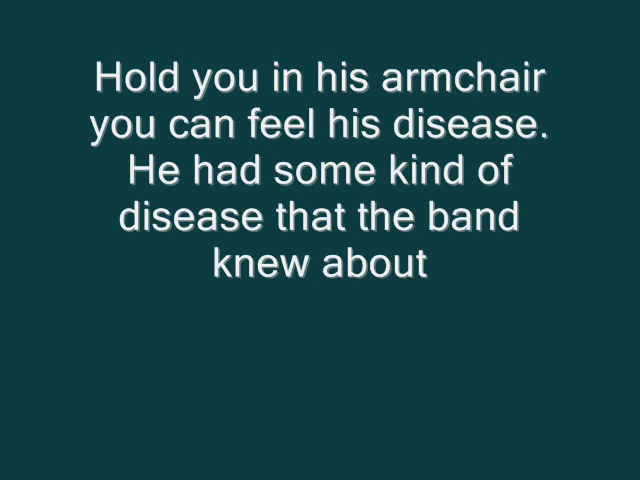 Hold you in his armchair
you can feel his disease.
He had some kind of
disease that the band
knew about